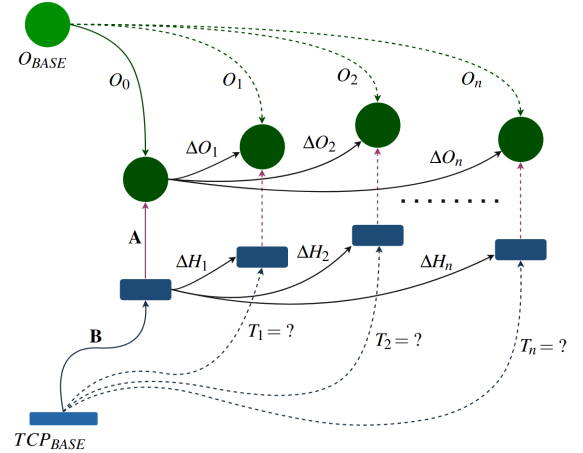 O_BASE
O_0
O_1
O_2
O_n
ΔO_1
ΔO_2
ΔO_n
A
ΔH_1
ΔH_2
ΔH_n
B
T_1 = ?
T_2 = ?
T_n = ?
TCP_BASE